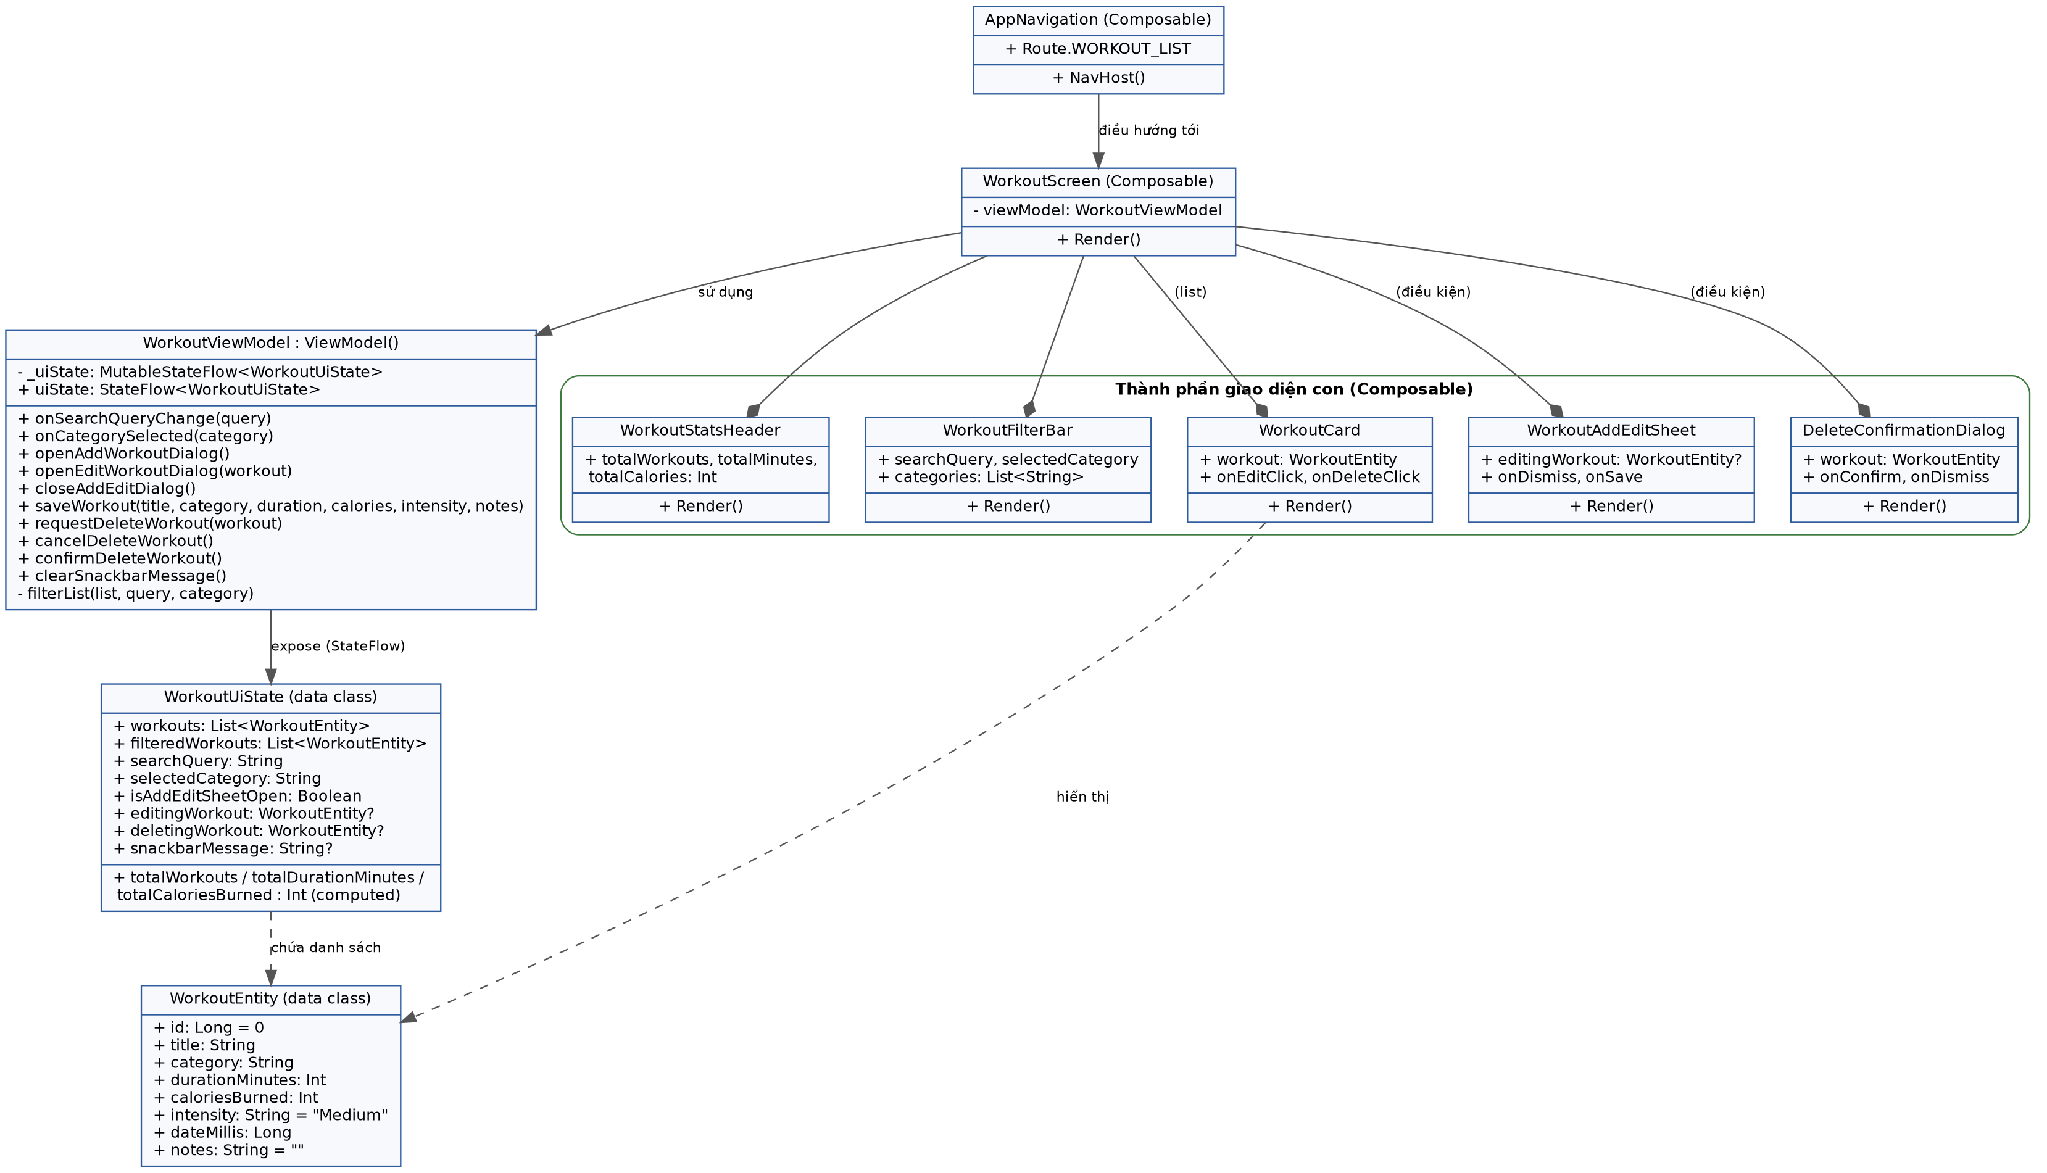 AppNavigation (Composable)
+ Route.WORKOUT_LIST
+ NavHost()
điều hướng tới
WorkoutScreen (Composable)
- viewModel: WorkoutViewModel
+ Render()
sử dụng
(list)
(điều kiện)
(điều kiện)
WorkoutViewModel : ViewModel()
- _uiState: MutableStateFlow<WorkoutUiState>
+ uiState: StateFlow<WorkoutUiState>
+ onSearchQueryChange(query)
+ onCategorySelected(category)
+ openAddWorkoutDialog()
+ openEditWorkoutDialog(workout)
+ closeAddEditDialog()
+ saveWorkout(title, category, duration, calories, intensity, notes)
+ requestDeleteWorkout(workout)
+ cancelDeleteWorkout()
+ confirmDeleteWorkout()
+ clearSnackbarMessage()
- filterList(list, query, category)
Thành phần giao diện con (Composable)
WorkoutStatsHeader
+ totalWorkouts, totalMinutes,
totalCalories: Int
+ Render()
WorkoutFilterBar
+ searchQuery, selectedCategory
+ categories: List<String>
+ Render()
WorkoutCard
+ workout: WorkoutEntity
+ onEditClick, onDeleteClick
+ Render()
WorkoutAddEditSheet
+ editingWorkout: WorkoutEntity?
+ onDismiss, onSave
+ Render()
DeleteConfirmationDialog
+ workout: WorkoutEntity
+ onConfirm, onDismiss
+ Render()
expose (StateFlow)
WorkoutUiState (data class)
+ workouts: List<WorkoutEntity>
+ filteredWorkouts: List<WorkoutEntity>
+ searchQuery: String
+ selectedCategory: String
+ isAddEditSheetOpen: Boolean
+ editingWorkout: WorkoutEntity?
+ deletingWorkout: WorkoutEntity?
+ snackbarMessage: String?
+ totalWorkouts / totalDurationMinutes /
totalCaloriesBurned : Int (computed)
hiển thị
chứa danh sách
WorkoutEntity (data class)
+ id: Long = 0
+ title: String
+ category: String
+ durationMinutes: Int
+ caloriesBurned: Int
+ intensity: String = "Medium"
+ dateMillis: Long
+ notes: String = ""